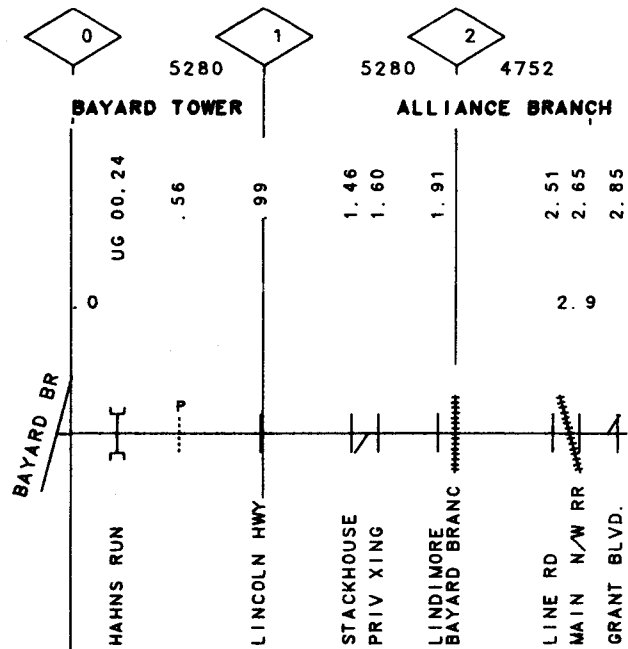 0 1 2
5280 5280 4752
BAYARD TOWER ALLIANCE BRANCH
UG 00.24 .56 .99 1.46 1.60 1.91 2.51 2.65 2.85
.0 2.9
BAYARD BR
P
HAHNS RUN
LINCOLN HWY
STACKHOUSE
PRIV XING
LINDIMORE
BAYARD BRANC
LINE RD
MAIN N/W RR
GRANT BLVD.